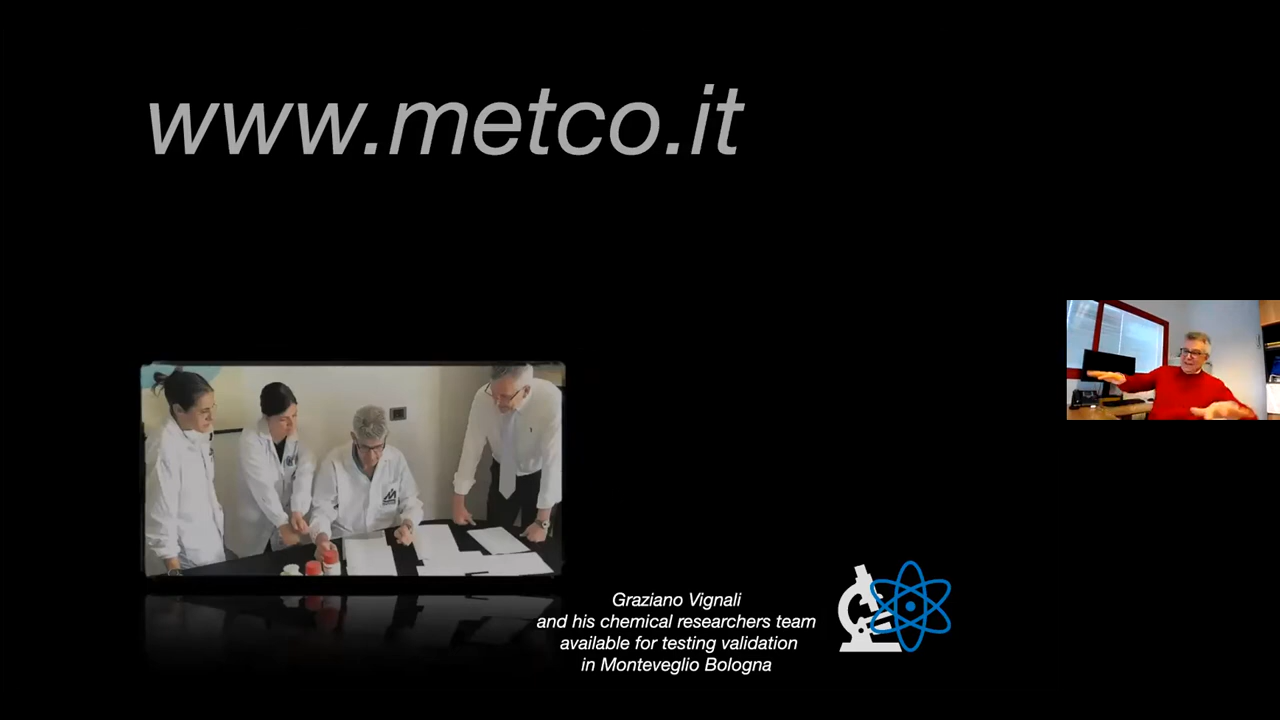 www.metco.it
Graziano Vignali
and his chemical researchers team
available for testing validation
in Monteveglio Bologna